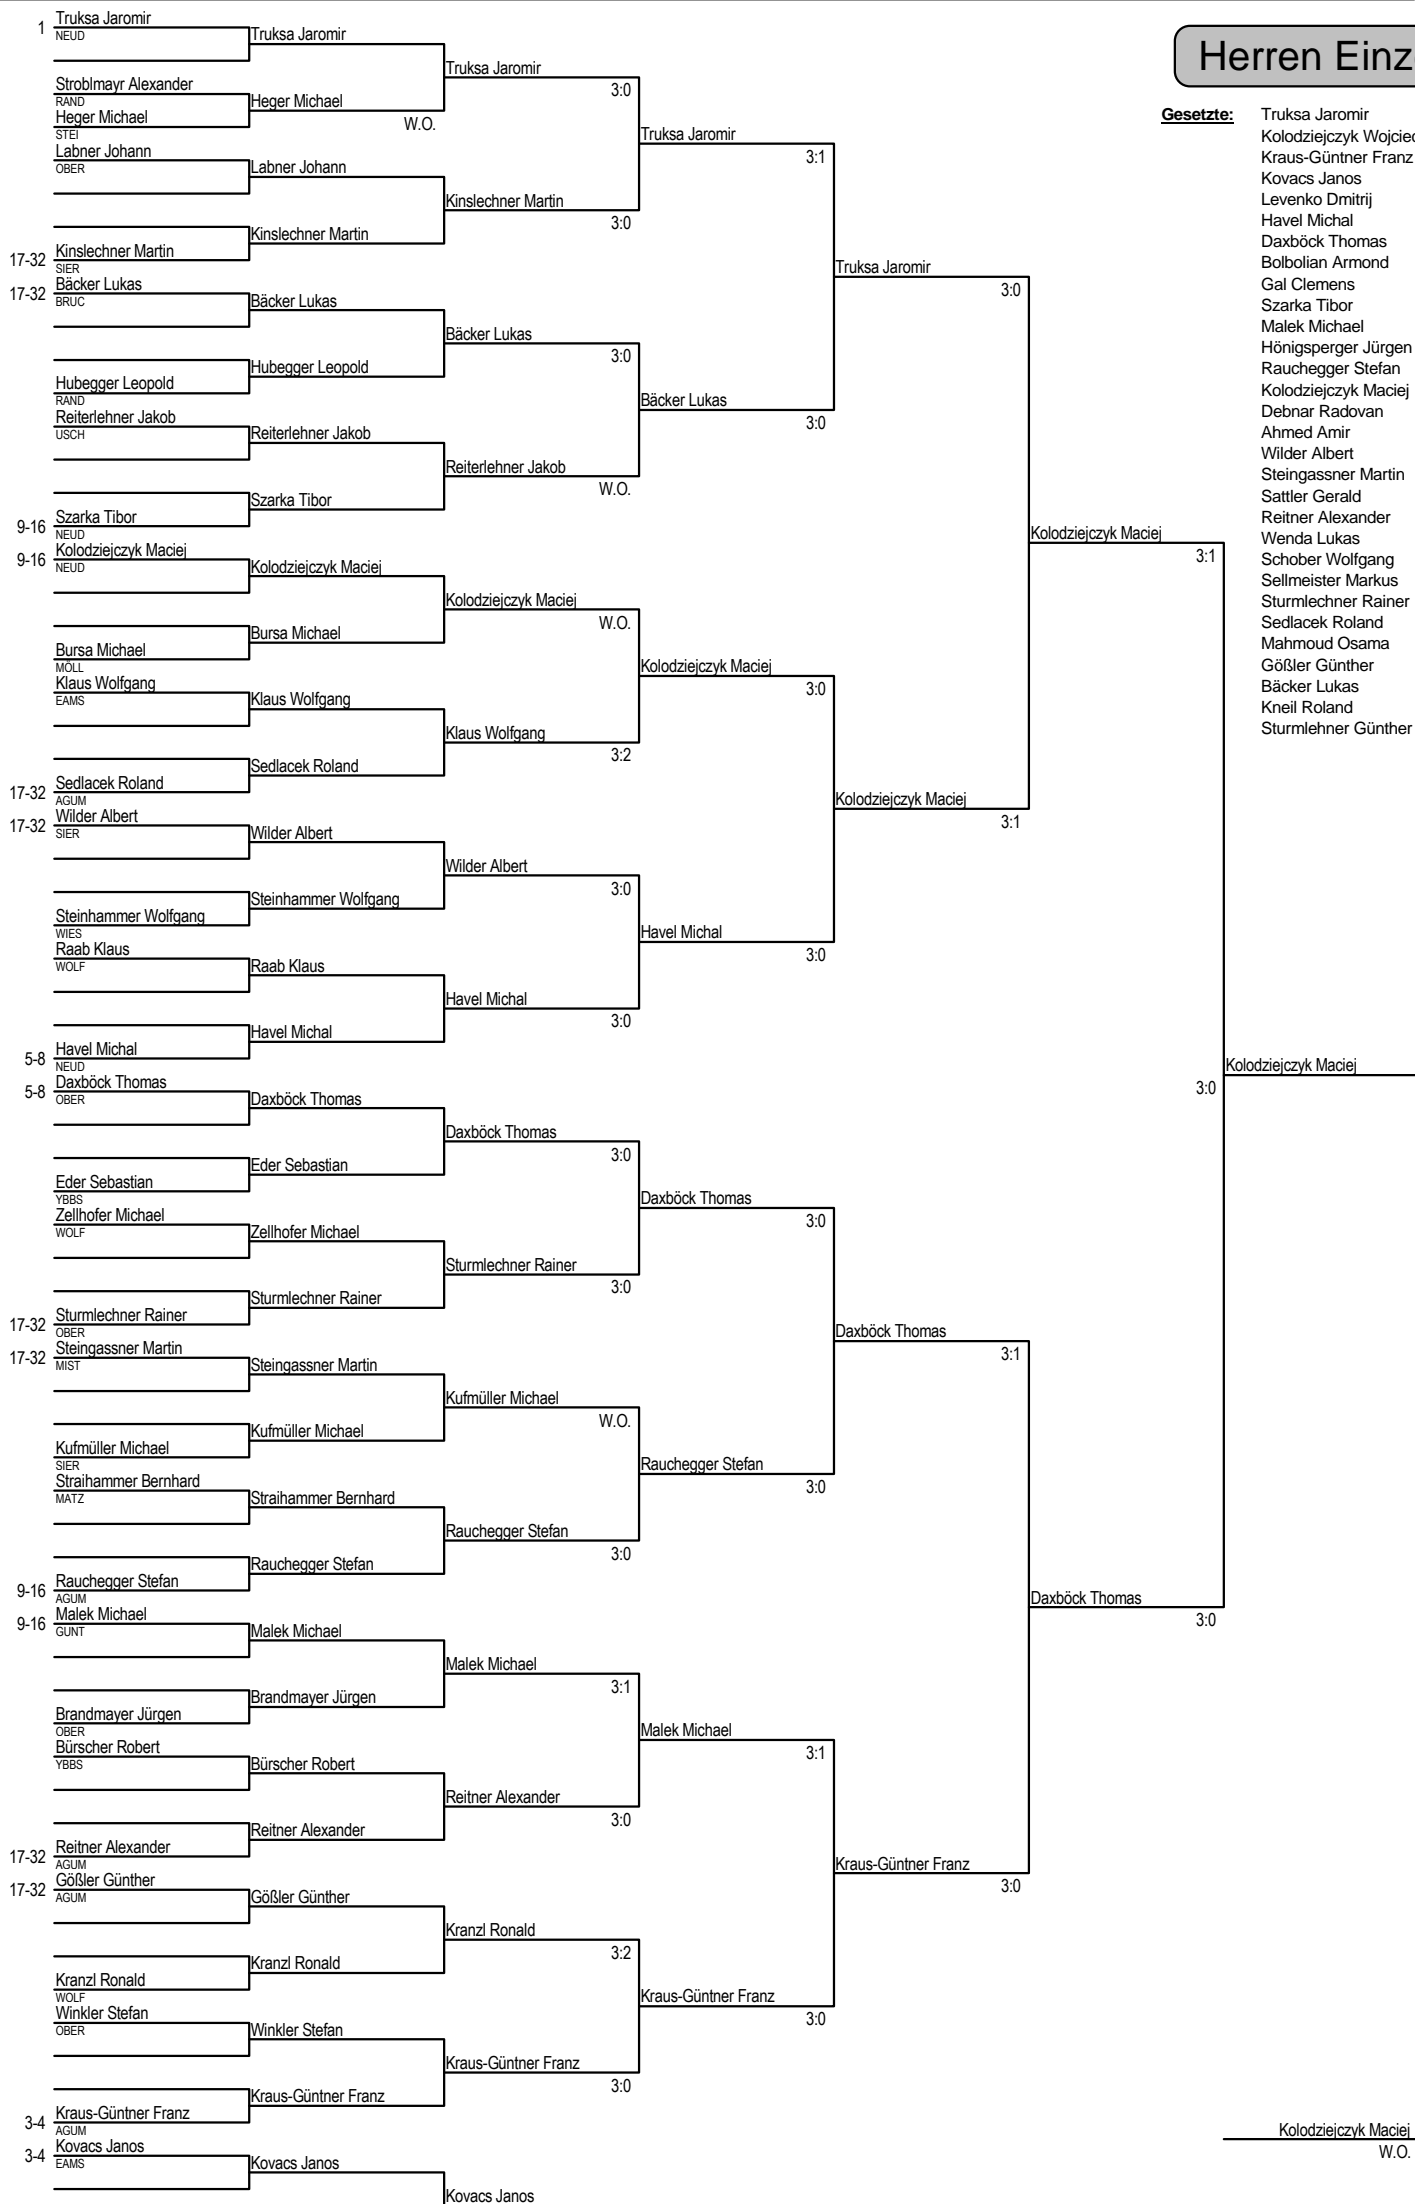 Herren Einz
Gesetzte:
Truksa Jaromir
Kolodziejczyk Wojciec
Kraus-Güntner Franz
Kovacs Janos
Levenko Dmitrij
Havel Michal
Daxböck Thomas
Bolbolian Armond
Gal Clemens
Szarka Tibor
Malek Michael
Hönigsperger Jürgen
Rauchegger Stefan
Kolodziejczyk Maciej
Debnar Radovan
Ahmed Amir
Wilder Albert
Steingassner Martin
Sattler Gerald
Reitner Alexander
Wenda Lukas
Schober Wolfgang
Sellmeister Markus
Sturmlechner Rainer
Sedlacek Roland
Mahmoud Osama
Gößler Günther
Bäcker Lukas
Kneil Roland
Sturmlehner Günther
1 Truksa Jaromir
NEUD
Stroblmayr Alexander
RAND
Heger Michael
STEI
Labner Johann
OBER
17-32 Kinslechner Martin
SIER
17-32 Bäcker Lukas
BRUC
Hubegger Leopold
RAND
Reiterlehner Jakob
USCH
9-16 Szarka Tibor
NEUD
9-16 Kolodziejczyk Maciej
NEUD
Bursa Michael
MÖLL
Klaus Wolfgang
EAMS
17-32 Sedlacek Roland
AGUM
17-32 Wilder Albert
SIER
Steinhammer Wolfgang
WIES
Raab Klaus
WOLF
5-8 Havel Michal
NEUD
5-8 Daxböck Thomas
OBER
Eder Sebastian
YBBS
Zellhofer Michael
WOLF
17-32 Sturmlechner Rainer
OBER
17-32 Steingassner Martin
MIST
Kufmüller Michael
SIER
Straihammer Bernhard
MATZ
9-16 Rauchegger Stefan
AGUM
9-16 Malek Michael
GUNT
Brandmayer Jürgen
OBER
Bürscher Robert
YBBS
17-32 Reitner Alexander
AGUM
17-32 Gößler Günther
AGUM
Kranzl Ronald
WOLF
Winkler Stefan
OBER
3-4 Kraus-Güntner Franz
AGUM
3-4 Kovacs Janos
EAMS
Truksa Jaromir
Heger Michael
W.O.
Labner Johann
Kinslechner Martin
Bäcker Lukas
Hubegger Leopold
Reiterlehner Jakob
Szarka Tibor
Kolodziejczyk Maciej
Bursa Michael
Klaus Wolfgang
Sedlacek Roland
Wilder Albert
Steinhammer Wolfgang
Raab Klaus
Havel Michal
Daxböck Thomas
Eder Sebastian
Zellhofer Michael
Sturmlechner Rainer
Steingassner Martin
Kufmüller Michael
Straihammer Bernhard
Rauchegger Stefan
Malek Michael
Brandmayer Jürgen
Bürscher Robert
Reitner Alexander
Gößler Günther
Kranzl Ronald
Winkler Stefan
Kraus-Güntner Franz
Kovacs Janos
Truksa Jaromir
3:0
Kinslechner Martin
3:0
Bäcker Lukas
3:0
Reiterlehner Jakob
W.O.
Kolodziejczyk Maciej
W.O.
Klaus Wolfgang
3:2
Wilder Albert
3:0
Havel Michal
3:0
Daxböck Thomas
3:0
Sturmlechner Rainer
3:0
Kufmüller Michael
W.O.
Rauchegger Stefan
3:0
Malek Michael
3:1
Reitner Alexander
3:0
Kranzl Ronald
3:2
Kraus-Güntner Franz
3:0
Kovacs Janos
Truksa Jaromir
3:1
Bäcker Lukas
3:0
Kolodziejczyk Maciej
3:0
Havel Michal
3:0
Daxböck Thomas
3:0
Rauchegger Stefan
3:0
Malek Michael
3:1
Kraus-Güntner Franz
3:0
Truksa Jaromir
3:0
Kolodziejczyk Maciej
3:1
Daxböck Thomas
3:1
Kraus-Güntner Franz
3:0
Kolodziejczyk Maciej
3:1
Daxböck Thomas
3:0
Kolodziejczyk Maciej
3:0
Kolodziejczyk Maciej
W.O.